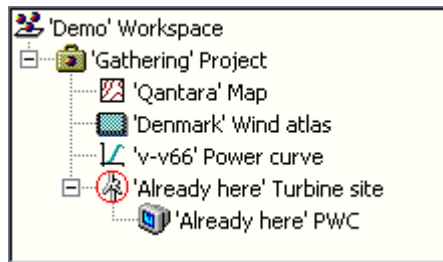 'Demo' Workspace
'Gathering' Project
'Qantara' Map
'Denmark' Wind atlas
'v-v66' Power curve
'Already here' Turbine site
'Already here' PWC